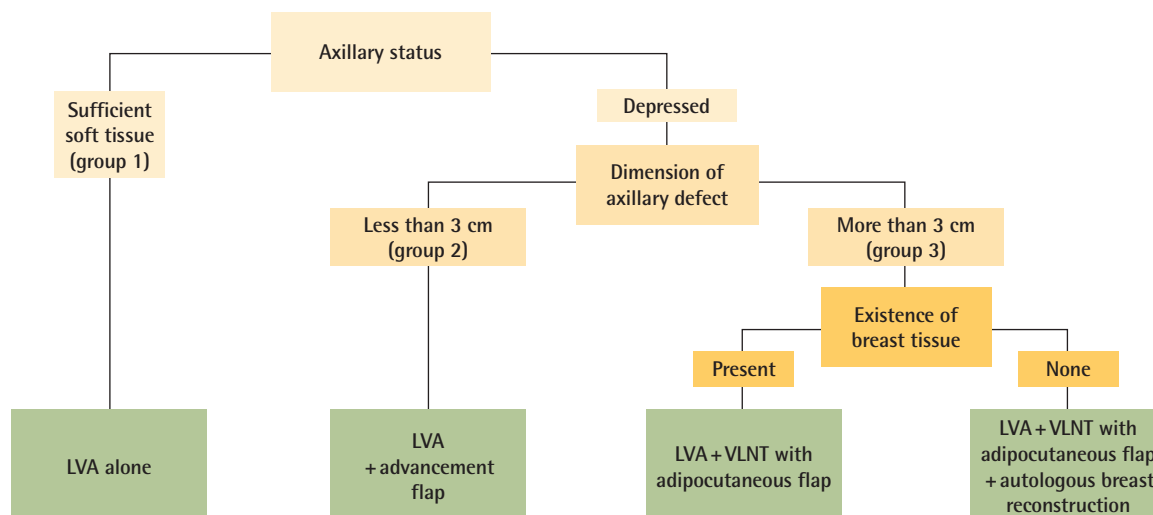 Axillary status
Sufficient
soft tissue
(group 1)
Depressed
Dimension of
axillary defect
Less than 3 cm
(group 2)
More than 3 cm
(group 3)
Existence of
breast tissue
Present
None
LVA alone
LVA
+ advancement
flap
LVA + VLNT with
adipocutaneous flap
LVA + VLNT with
adipocutaneous flap
+ autologous breast
reconstruction